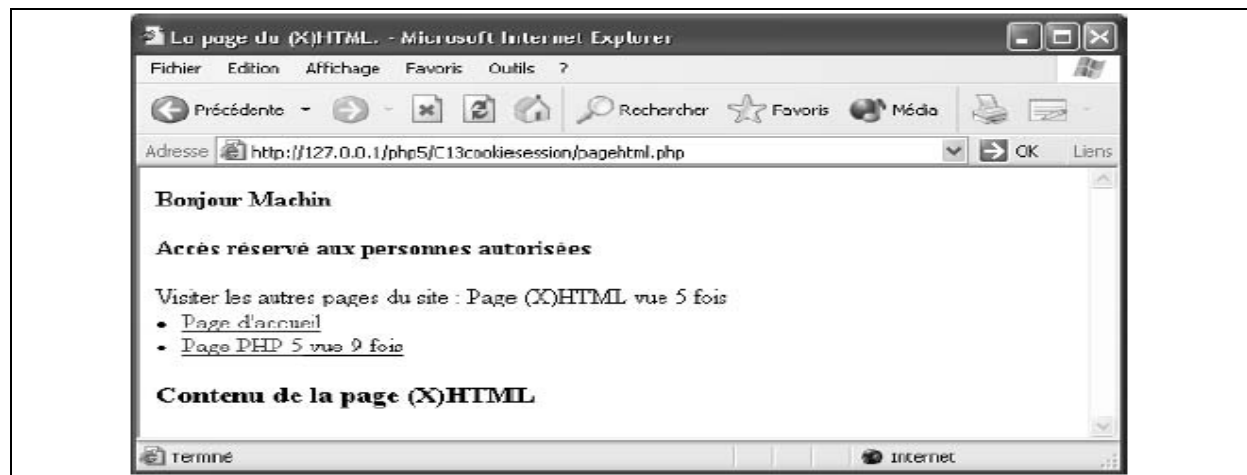 La page du (X)HTML. - Microsoft Internet Explorer
Fichier Edition Affichage Favoris Outils ?
Précédente Rechercher Favoris Média
Adresse http://127.0.0.1/php5/C13cookiesession/pagehtml.php OK Liens
Bonjour Machin
Accès réservé aux personnes autorisées
Visiter les autres pages du site : Page (X)HTML vue 5 fois
• Page d'accueil
• Page PHP 5 vue 9 fois
Contenu de la page (X)HTML
Terminé Internet